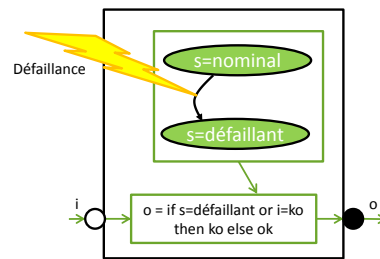 s=nominal
Défaillance
s=défaillant
i
o = if s=défaillant or i=ko
then ko else ok
o